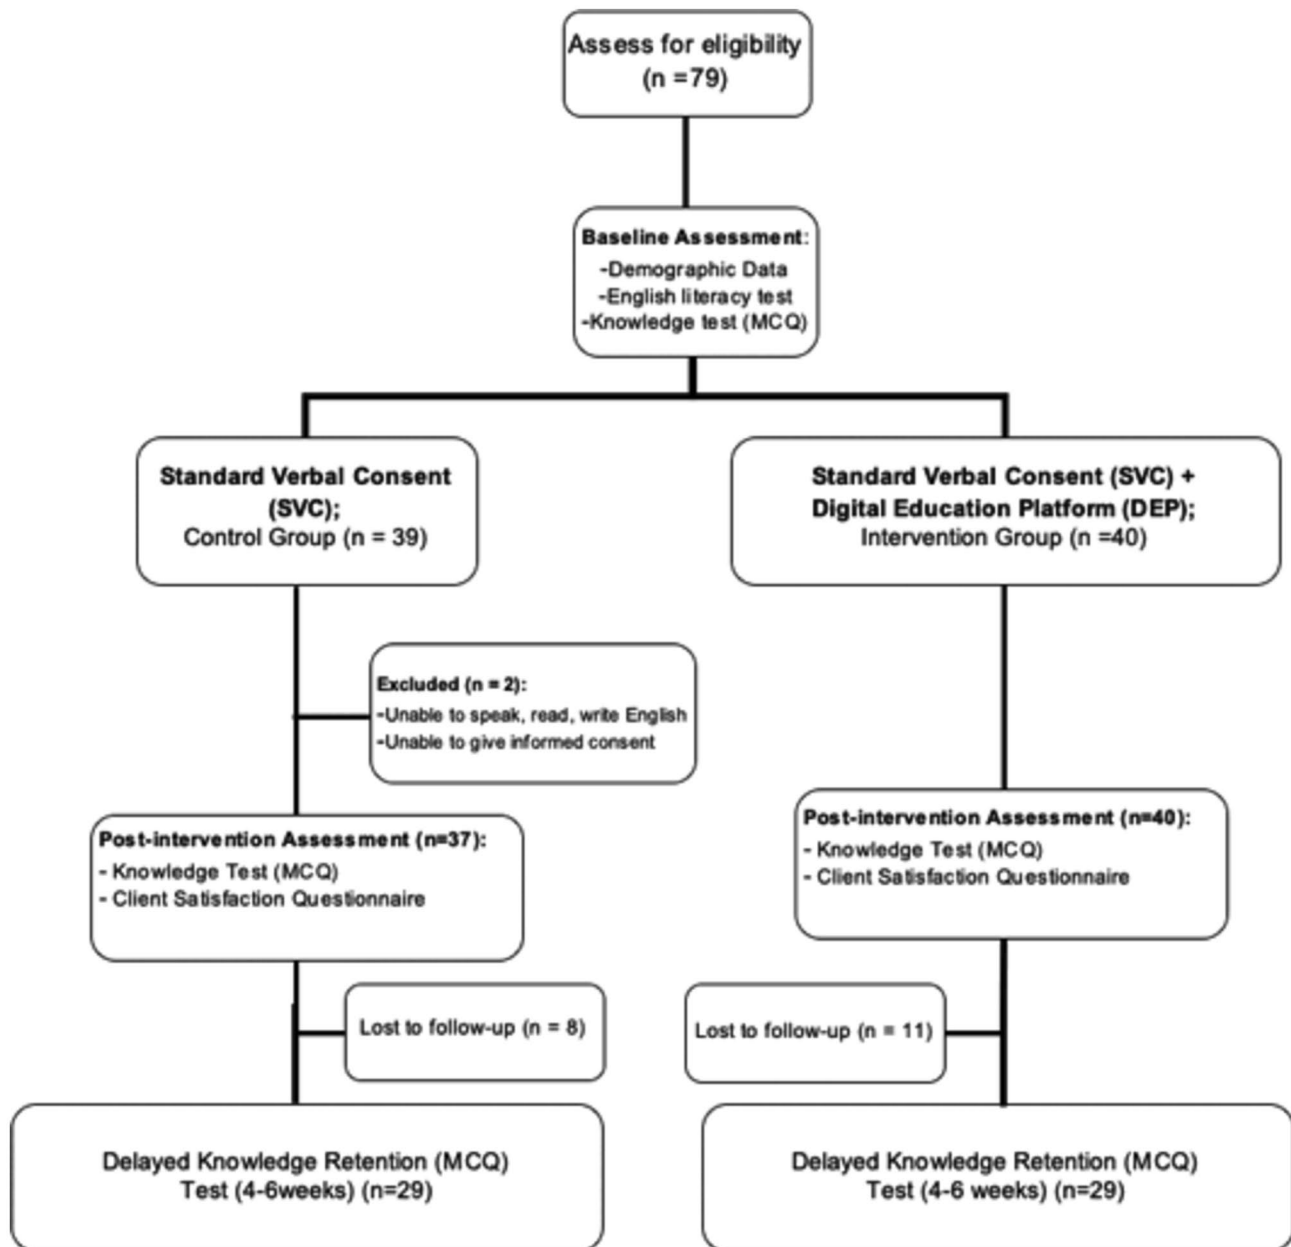 Assess for eligibility
(n =79)
Baseline Assessment:
-Demographic Data
-English literacy test
-Knowledge test (MCQ)
Standard Verbal Consent
(SVC);
Control Group (n = 39)
Standard Verbal Consent (SVC) +
Digital Education Platform (DEP);
Intervention Group (n =40)
Excluded (n = 2):
-Unable to speak, read, write English
-Unable to give informed consent
Post-intervention Assessment (n=37):
- Knowledge Test (MCQ)
- Client Satisfaction Questionnaire
Post-intervention Assessment (n=40):
- Knowledge Test (MCQ)
- Client Satisfaction Questionnaire
Lost to follow-up (n = 8)
Lost to follow-up (n = 11)
Delayed Knowledge Retention (MCQ)
Test (4-6weeks) (n=29)
Delayed Knowledge Retention (MCQ)
Test (4-6 weeks) (n=29)